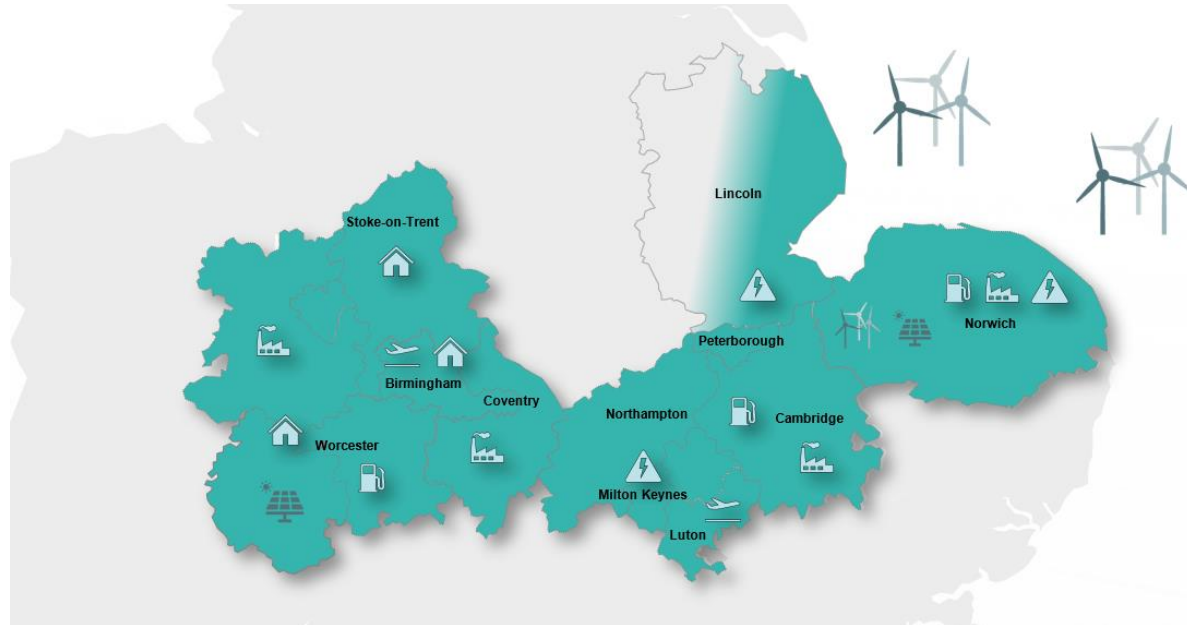 Lincoln
Stoke-on-Trent
Norwich
Peterborough
Birmingham
Coventry
Northampton
Cambridge
Worcester
Milton Keynes
Luton